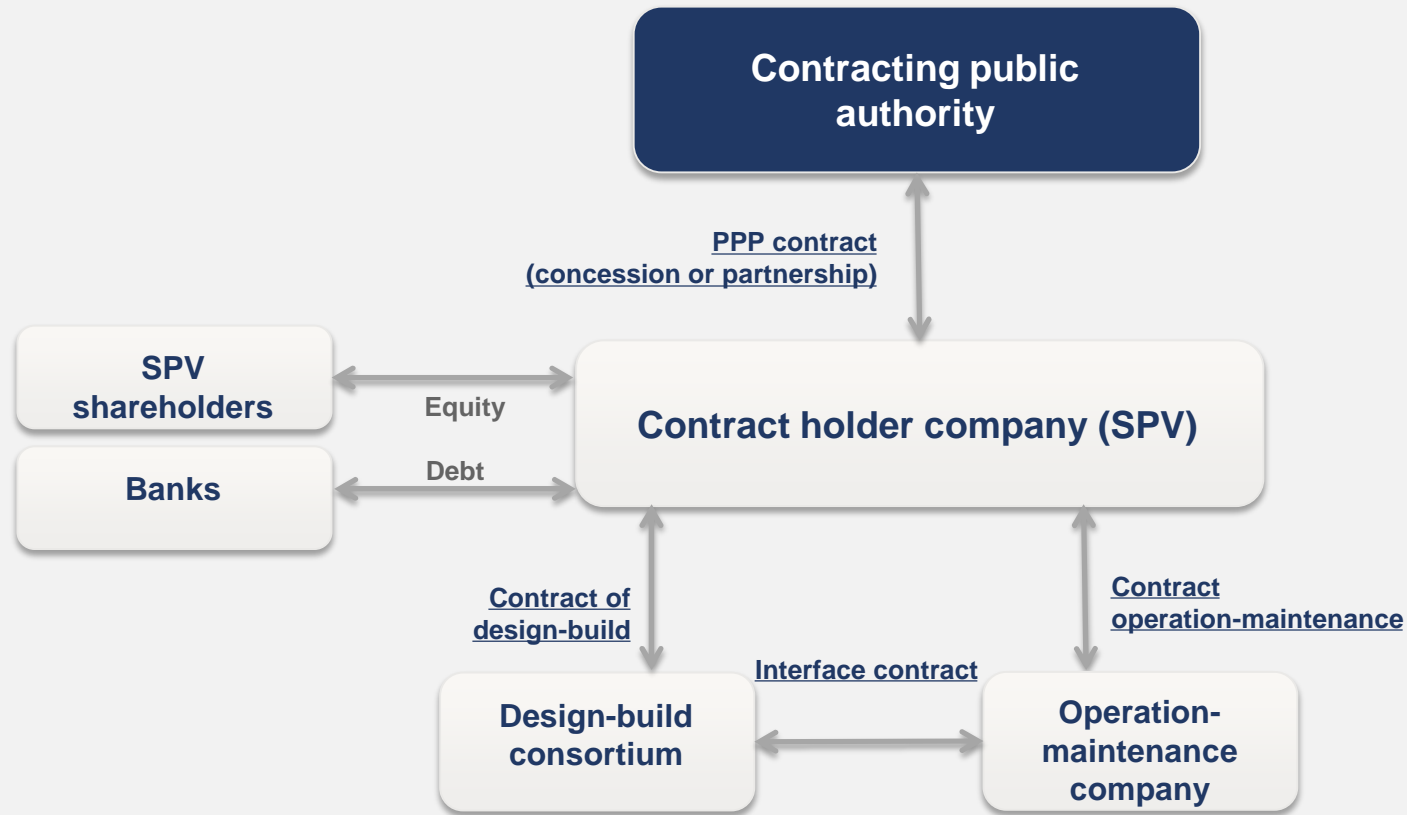 Contracting public
authority
PPP contract
(concession or partnership)
SPV
shareholders
Equity
Contract holder company (SPV)
Debt
Banks
Contract of
design-build
Contract
operation-maintenance
Interface contract
Design-build
consortium
Operation-
maintenance
company